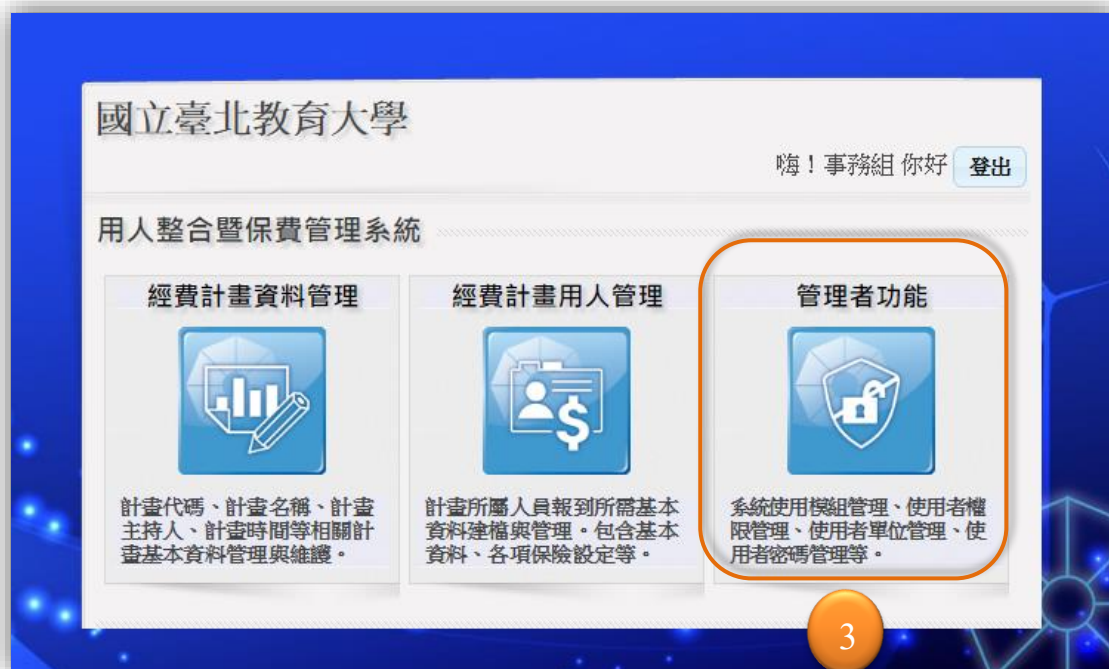 國立臺北教育大學
嗨！事務組 你好 登出
用人整合暨保費管理系統
經費計畫資料管理
計畫代碼、計畫名稱、計畫
主持人、計畫時間等相關計
畫基本資料管理與維護。
經費計畫用人管理
計畫所屬人員報到所需基本
資料建檔與管理。包含基本
資料、各項保險設定等。
管理者功能
系統使用模組管理、使用者權
限管理、使用者單位管理、使
用者密碼管理等。
3